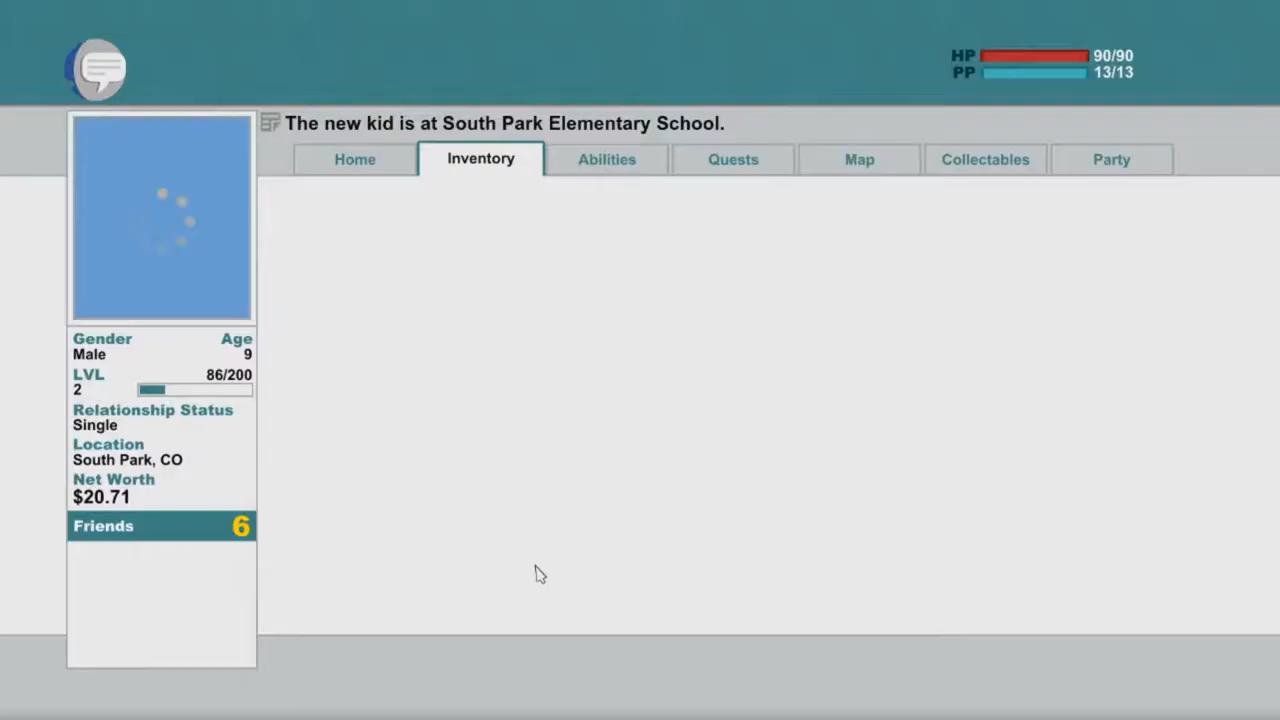 HP 90/90
PP 13/13
The new kid is at South Park Elementary School.
Home Inventory Abilities Quests Map Collectables Party
Gender Age
Male 9
LVL 86/200
2
Relationship Status
Single
Location
South Park, CO
Net Worth
$20.71
Friends 6